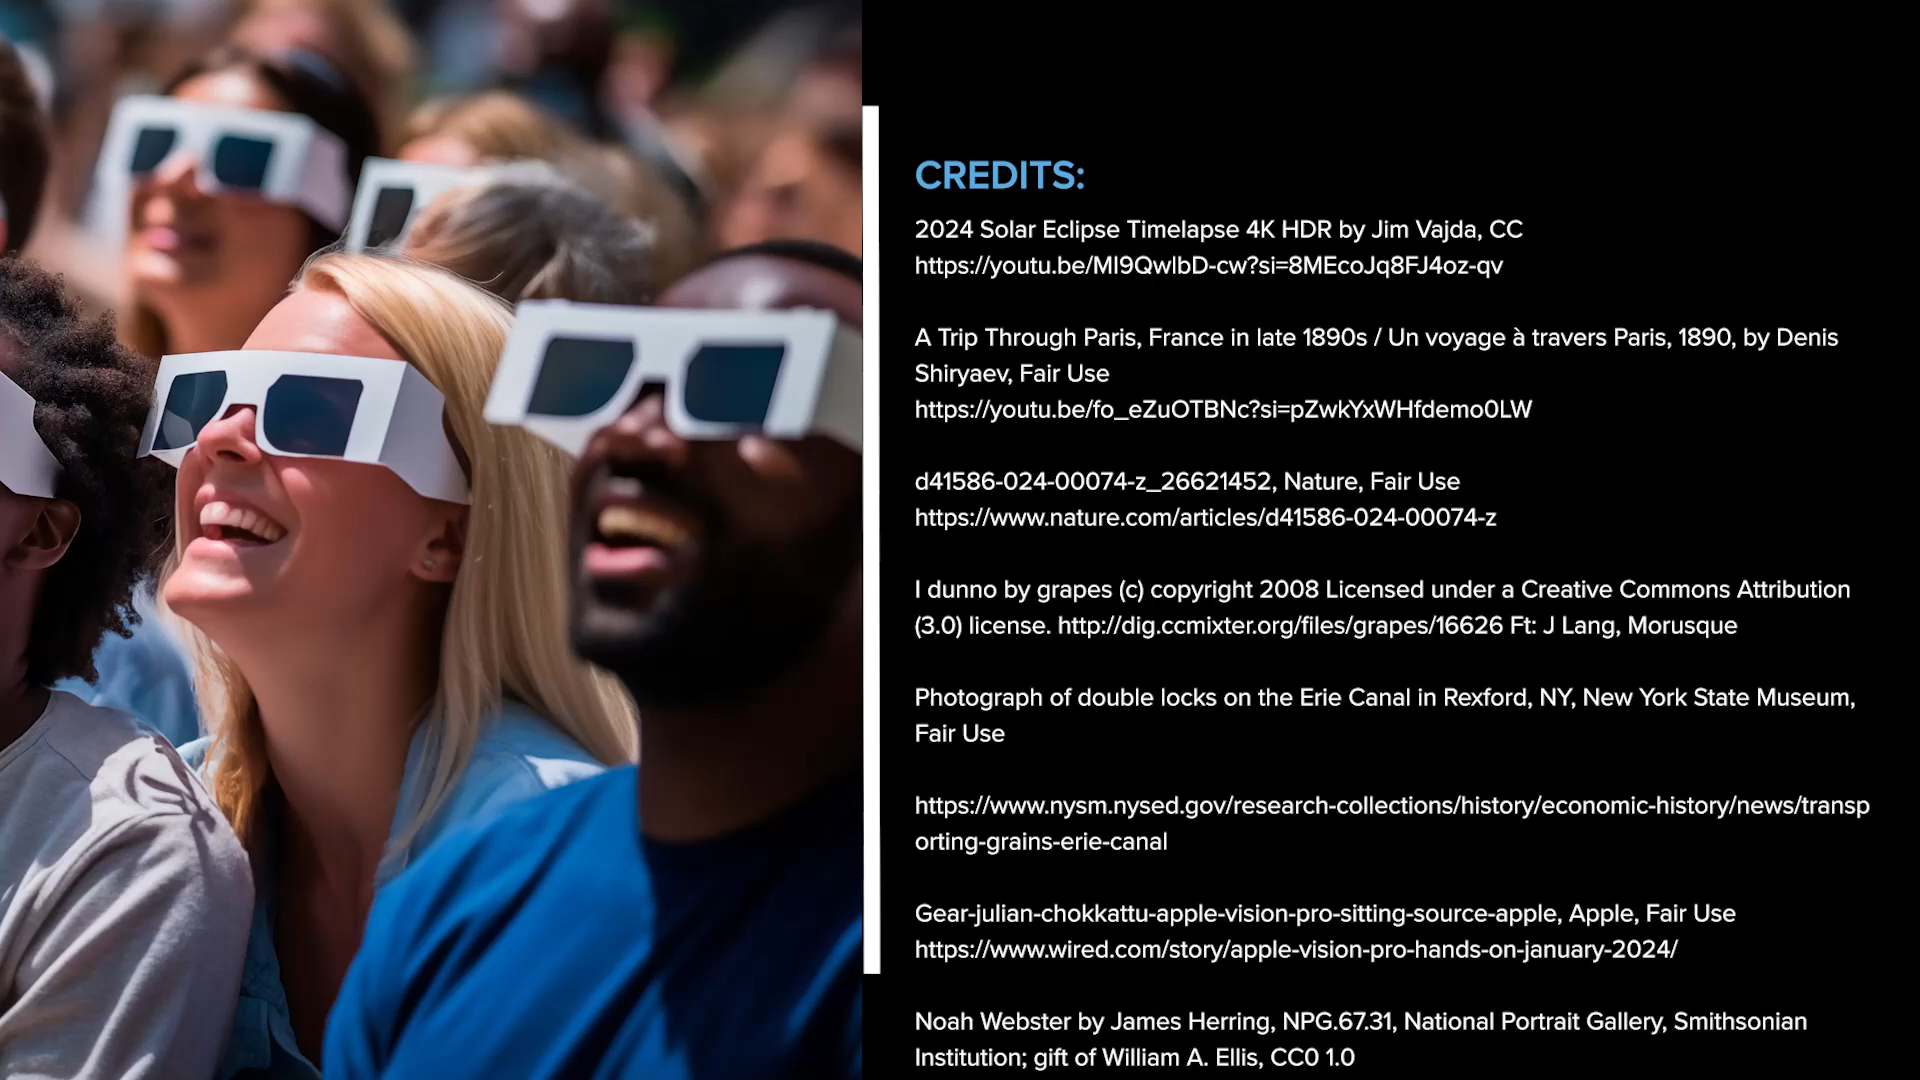 CREDITS:
2024 Solar Eclipse Timelapse 4K HDR by Jim Vajda, CC
https://youtu.be/MI9QwlbD-cw?si=8MEcoJq8FJ4oz-qv
A Trip Through Paris, France in late 1890s / Un voyage à travers Paris, 1890, by Denis
Shiryaev, Fair Use
https://youtu.be/fo_eZuOTBNc?si=pZwkYxWHfdemo0LW
d41586-024-00074-z_26621452, Nature, Fair Use
https://www.nature.com/articles/d41586-024-00074-z
I dunno by grapes (c) copyright 2008 Licensed under a Creative Commons Attribution
(3.0) license. http://dig.ccmixter.org/files/grapes/16626 Ft: J Lang, Morusque
Photograph of double locks on the Erie Canal in Rexford, NY, New York State Museum,
Fair Use
https://www.nysm.nysed.gov/research-collections/history/economic-history/news/transp
orting-grains-erie-canal
Gear-julian-chokkattu-apple-vision-pro-sitting-source-apple, Apple, Fair Use
https://www.wired.com/story/apple-vision-pro-hands-on-january-2024/
Noah Webster by James Herring, NPG.67.31, National Portrait Gallery, Smithsonian
Institution; gift of William A. Ellis, CC0 1.0